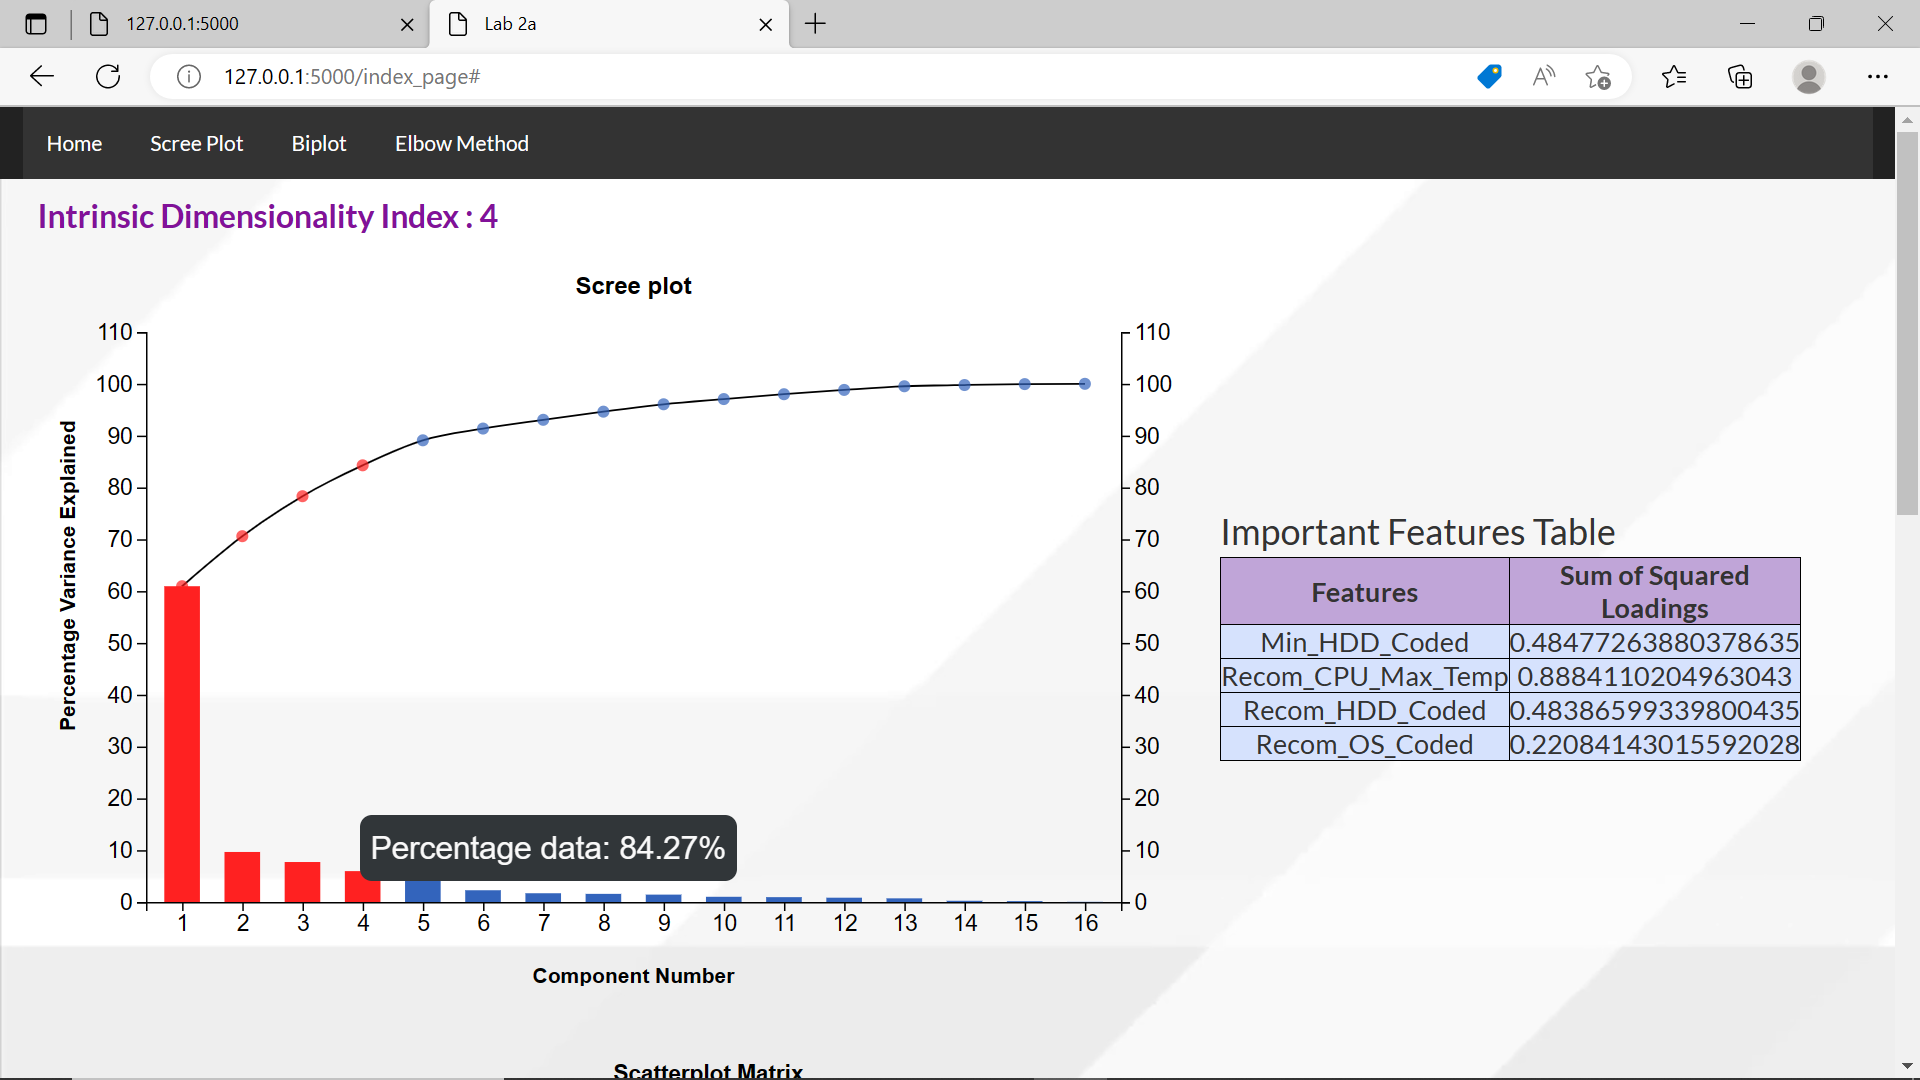 127.0.0.1:5000
Lab 2a
127.0.0.1:5000/index_page#
Home Scree Plot Biplot Elbow Method
Intrinsic Dimensionality Index : 4
Scree plot
110
100
90
80
70
60
50
40
30
20
10
0
Percentage Variance Explained
110
100
90
80
70
60
50
40
30
20
10
0
Percentage data: 84.27%
1 2 3 4 5 6 7 8 9 10 11 12 13 14 15 16
Component Number
Important Features Table
Features Sum of Squared
Loadings
Min_HDD_Coded 0.48477263880378635
Recom_CPU_Max_Temp 0.8884110204963043
Recom_HDD_Coded 0.48386599339800435
Recom_OS_Coded 0.22084143015592028
Scatterplot Matrix